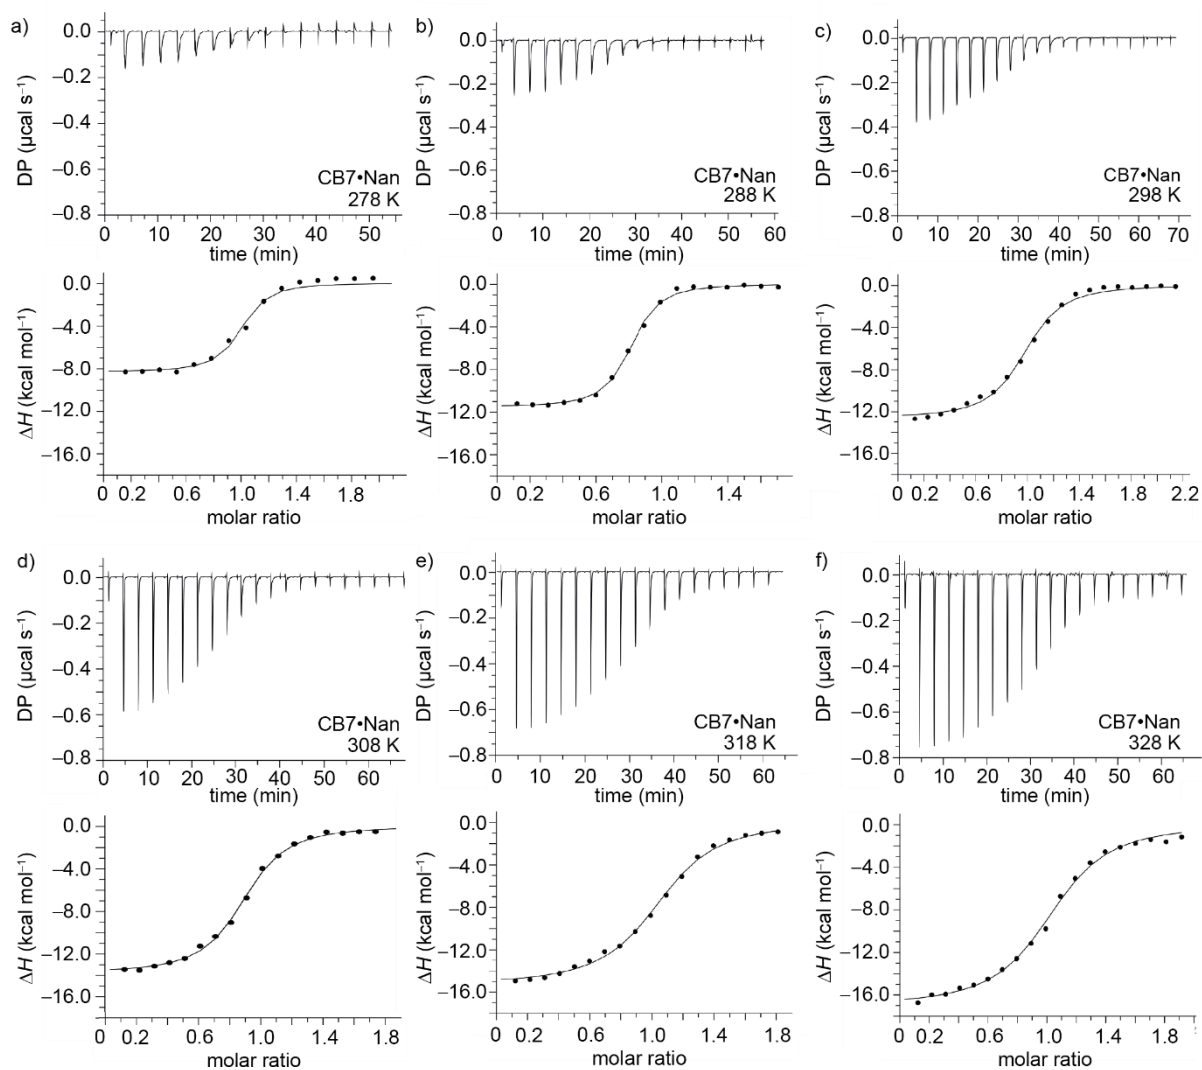 a)
0.0
–0.2
–0.4
–0.6
–0.8
DP (µcal s⁻¹)
CB7•Nan
278 K
0 10 20 30 40 50
time (min)
0.0
–4.0
–8.0
–12.0
–16.0
ΔH (kcal mol⁻¹)
0.2 0.6 1.0 1.4 1.8
molar ratio
b)
0.0
–0.2
–0.4
–0.6
–0.8
DP (µcal s⁻¹)
CB7•Nan
288 K
0 10 20 30 40 50 60
time (min)
0.0
–4.0
–8.0
–12.0
–16.0
ΔH (kcal mol⁻¹)
0.2 0.6 1.0 1.4
molar ratio
c)
0.0
–0.2
–0.4
–0.6
–0.8
DP (µcal s⁻¹)
CB7•Nan
298 K
0 10 20 30 40 50 60 70
time (min)
0.0
–4.0
–8.0
–12.0
–16.0
ΔH (kcal mol⁻¹)
0.2 0.6 1.0 1.4 1.8 2.2
molar ratio
d)
0.0
–0.2
–0.4
–0.6
–0.8
DP (µcal s⁻¹)
CB7•Nan
308 K
0 10 20 30 40 50 60
time (min)
0.0
–4.0
–8.0
–12.0
–16.0
ΔH (kcal mol⁻¹)
0.2 0.6 1.0 1.4 1.8
molar ratio
e)
0.0
–0.2
–0.4
–0.6
–0.8
DP (µcal s⁻¹)
CB7•Nan
318 K
0 10 20 30 40 50 60
time (min)
0.0
–4.0
–8.0
–12.0
–16.0
ΔH (kcal mol⁻¹)
0.2 0.6 1.0 1.4 1.8
molar ratio
f)
0.0
–0.2
–0.4
–0.6
–0.8
DP (µcal s⁻¹)
CB7•Nan
328 K
0 10 20 30 40 50 60
time (min)
0.0
–4.0
–8.0
–12.0
–16.0
ΔH (kcal mol⁻¹)
0.2 0.6 1.0 1.4 1.8
molar ratio